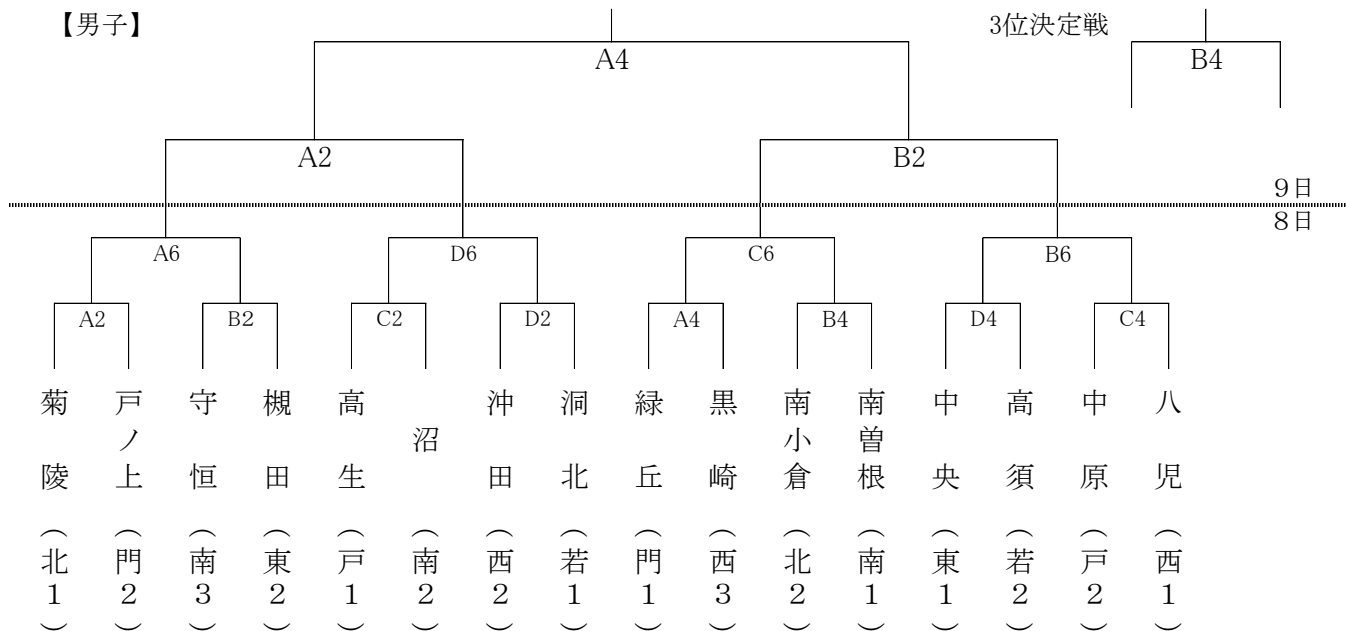 【男子】
3位決定戦
A4
B4
A2
B2
9日
8日
A6
D6
C6
B6
A2
B2
C2
D2
A4
B4
D4
C4
菊陵（北1）
戸ノ上（門2）
守恒（南3）
槻田（東2）
高生（戸1）
沼（南2）
沖田（西2）
洞北（若1）
緑丘（門1）
黒崎（西3）
南小倉（北2）
南曽根（南1）
中央（東1）
高須（若2）
中原（戸2）
八児（西1）